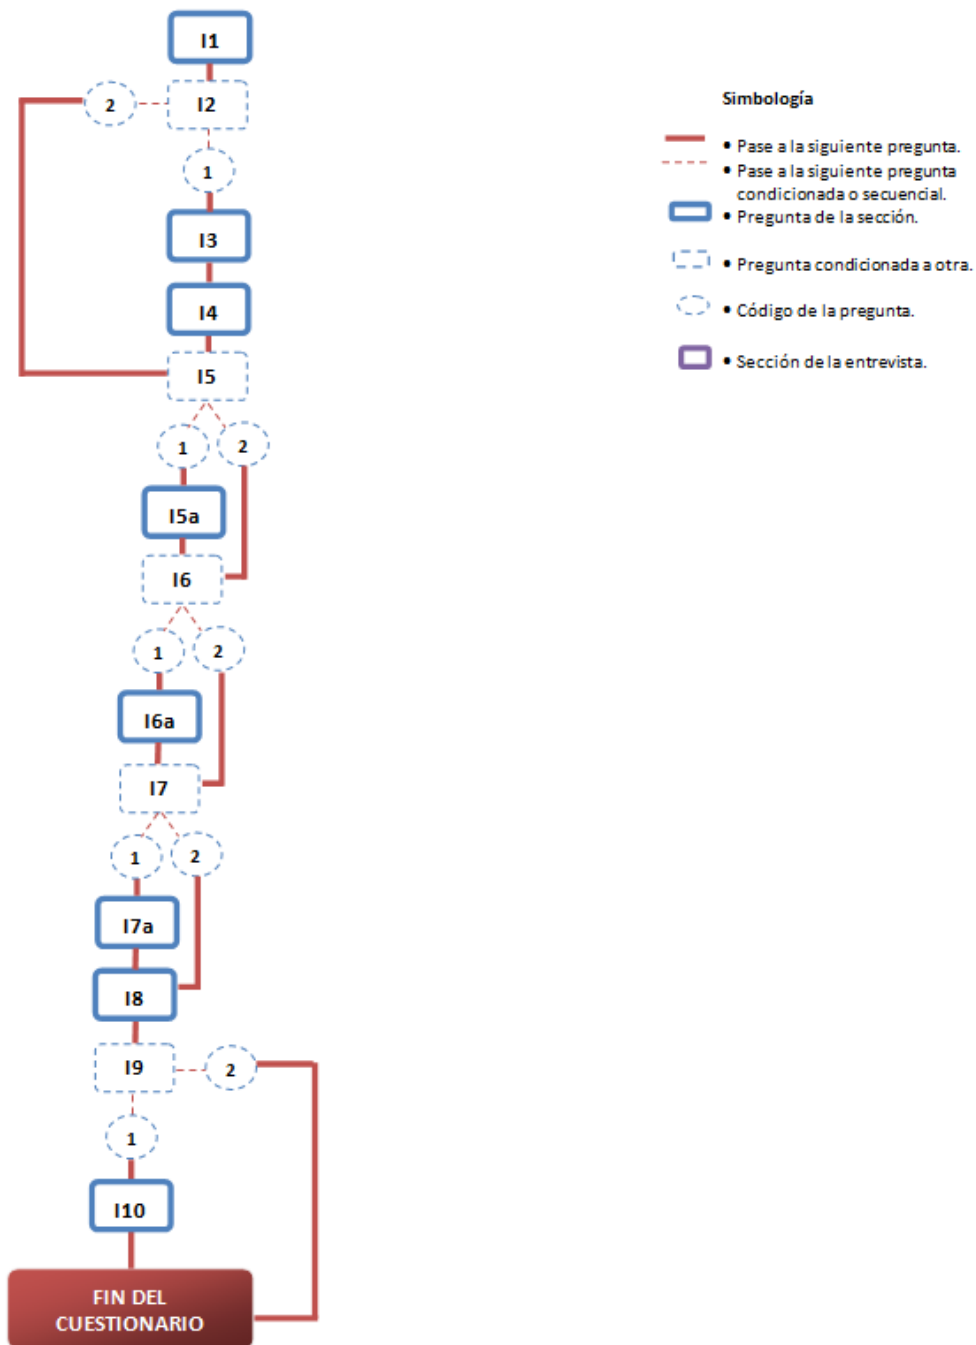 I1
2
I2
1
I3
I4
I5
1
2
I5a
I6
1
2
I6a
I7
1
2
I7a
I8
I9
2
1
I10
FIN DEL
CUESTIONARIO
Simbología
• Pase a la siguiente pregunta.
• Pase a la siguiente pregunta
condicionada o secuencial.
• Pregunta de la sección.
• Pregunta condicionada a otra.
• Código de la pregunta.
• Sección de la entrevista.